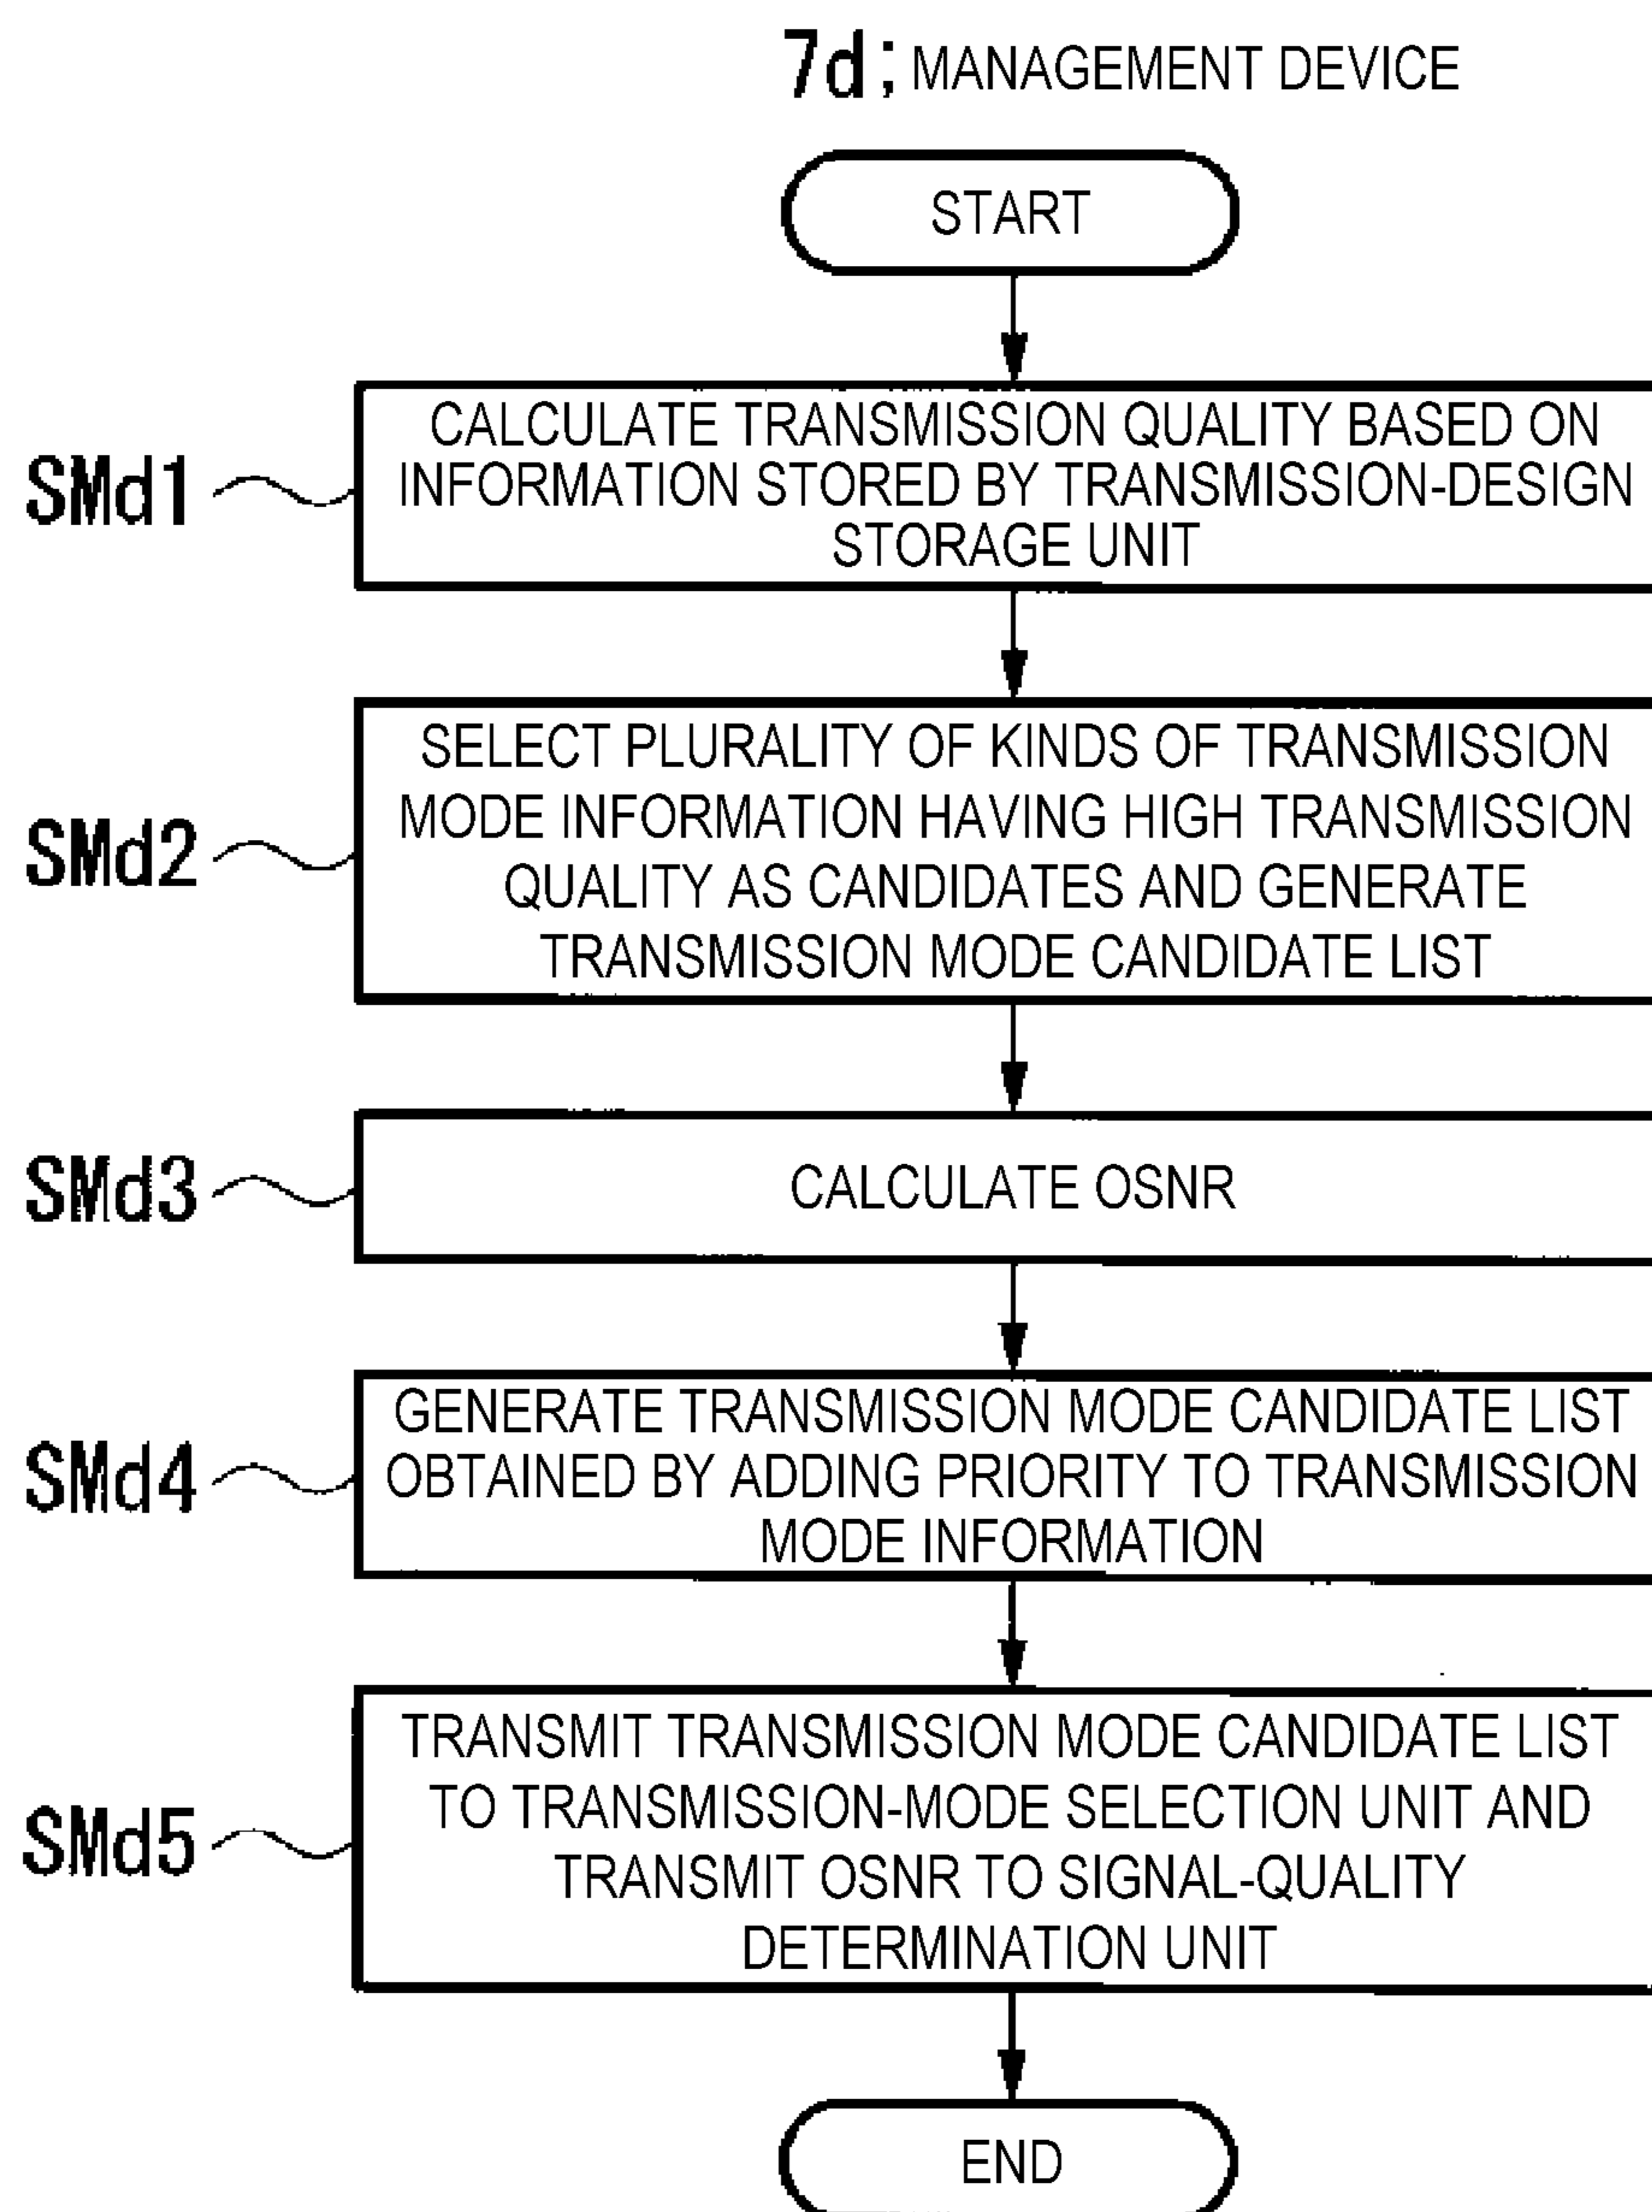 7d; MANAGEMENT DEVICE
START
SMd1
CALCULATE TRANSMISSION QUALITY BASED ON
INFORMATION STORED BY TRANSMISSION-DESIGN
STORAGE UNIT
SMd2
SELECT PLURALITY OF KINDS OF TRANSMISSION
MODE INFORMATION HAVING HIGH TRANSMISSION
QUALITY AS CANDIDATES AND GENERATE
TRANSMISSION MODE CANDIDATE LIST
SMd3
CALCULATE OSNR
SMd4
GENERATE TRANSMISSION MODE CANDIDATE LIST
OBTAINED BY ADDING PRIORITY TO TRANSMISSION
MODE INFORMATION
SMd5
TRANSMIT TRANSMISSION MODE CANDIDATE LIST
TO TRANSMISSION-MODE SELECTION UNIT AND
TRANSMIT OSNR TO SIGNAL-QUALITY
DETERMINATION UNIT
END